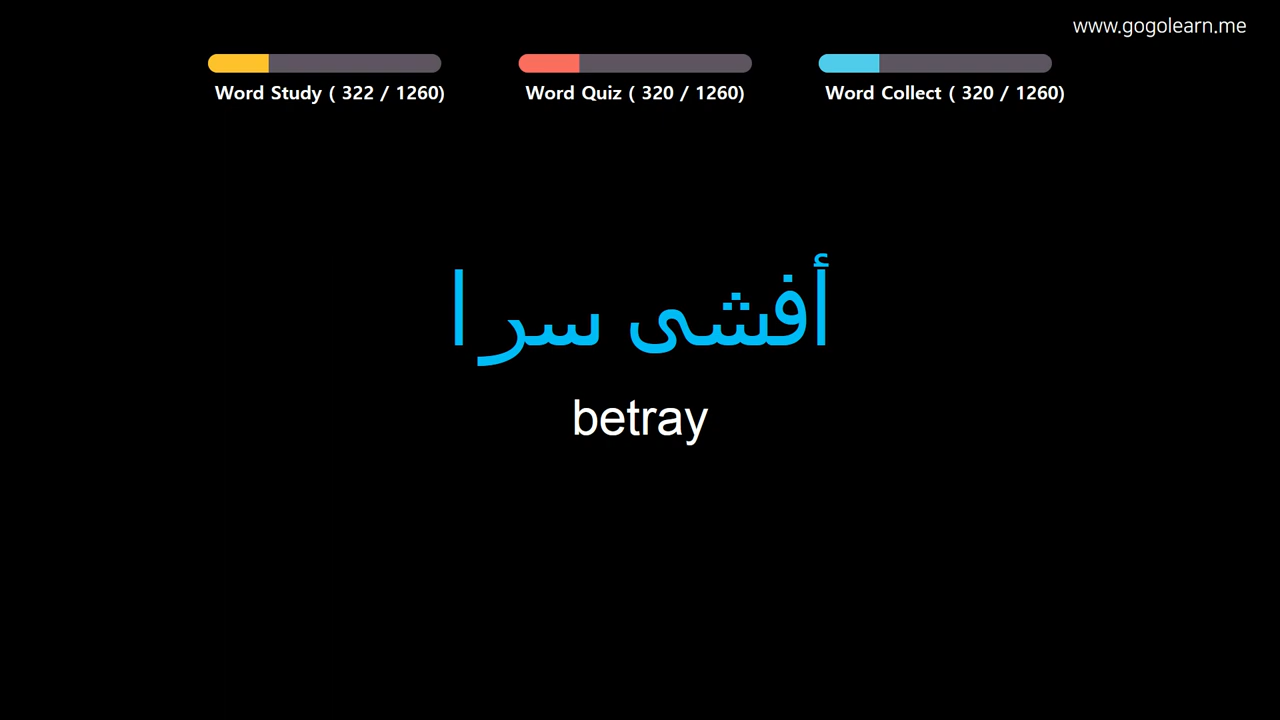 www.gogolearn.me
Word Study ( 322 / 1260)
Word Quiz ( 320 / 1260)
Word Collect ( 320 / 1260)
أفشى سرا
betray